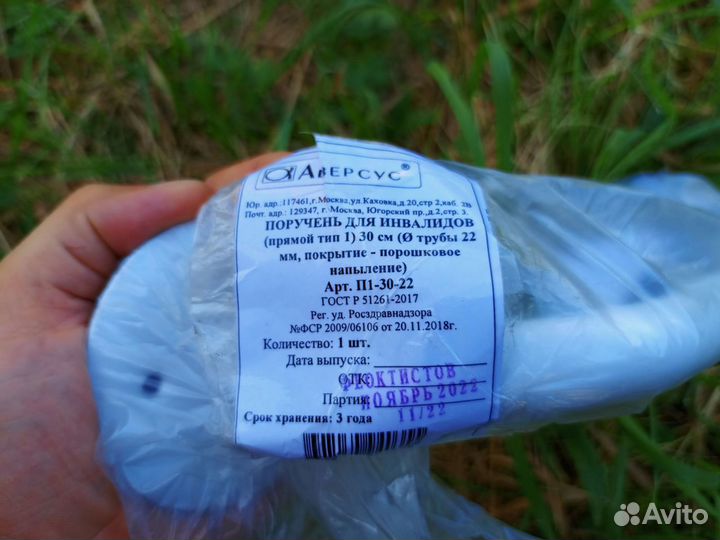 АВЕРСУС®
Юр. адр.:117461,г.Москва,ул.Каховка,д.20,стр 2,каб. 2В
Почт. адр.: 129347, г. Москва, Югорский пр.,д.2,стр. 3.
ПОРУЧЕНЬ ДЛЯ ИНВАЛИДОВ
(прямой тип 1) 30 см (Ø трубы 22
мм, покрытие - порошковое
напыление)
Арт. П1-30-22
ГОСТ Р 51261-2017
Рег. уд. Росздравнадзора
№ФСР 2009/06106 от 20.11.2018г.
Количество: 1 шт.
Дата выпуска:
ОТК ФЕОКТИСТОВ
Партия: НОЯБРЬ 2022
11/22
Срок хранения: 3 года
Avito